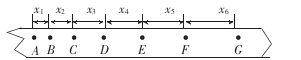 x₁ x₂ x₃ x₄ x₅ x₆
A B C D E F G